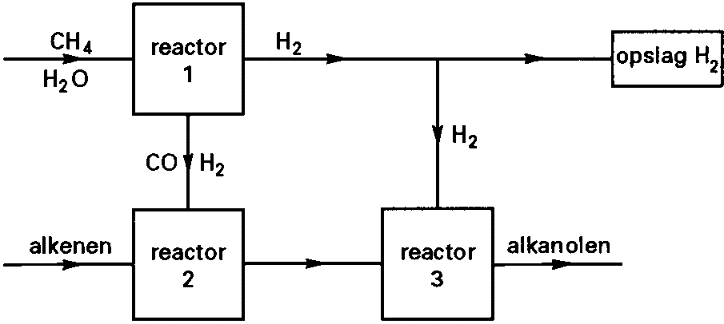 CH₄
H₂O
reactor
1
H₂
opslag H₂
CO H₂
H₂
alkenen
reactor
2
reactor
3
alkanolen